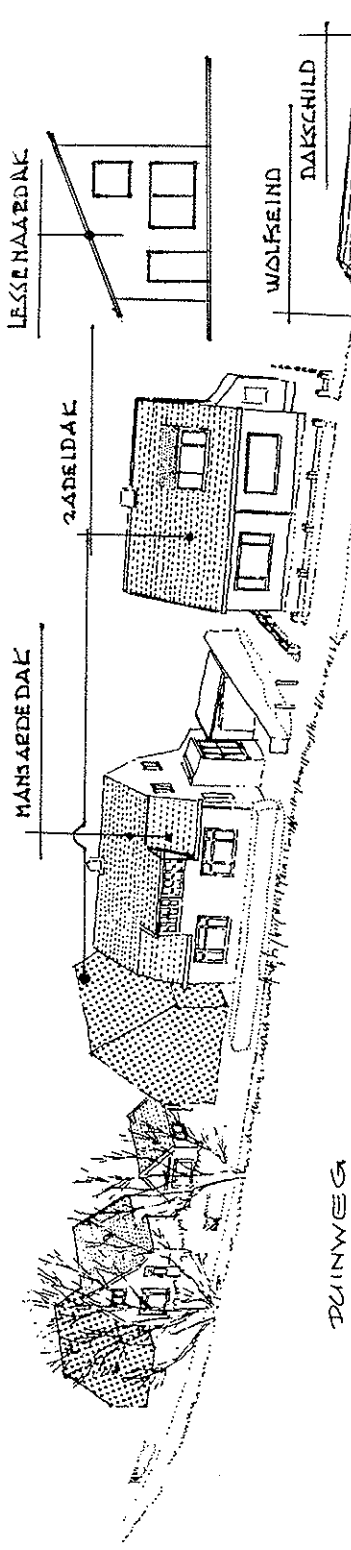 MANSARDEDAK
ZADELDAK
LESSENAARDAK
WOLFSEIND
DAKSCHILD
DUINWEG